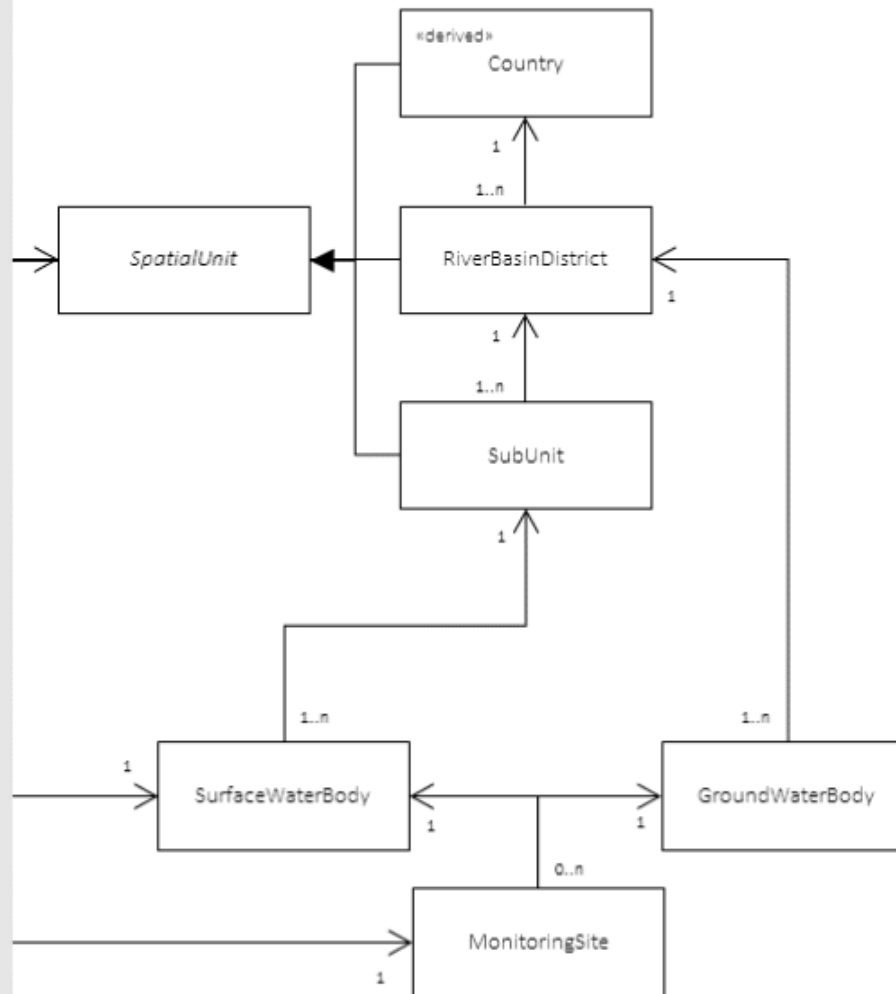 «derived»
Country
1
1..n
SpatialUnit
RiverBasinDistrict
1
1
1..n
SubUnit
1
1..n
1..n
1
SurfaceWaterBody
GroundWaterBody
1
1
0..n
MonitoringSite
1